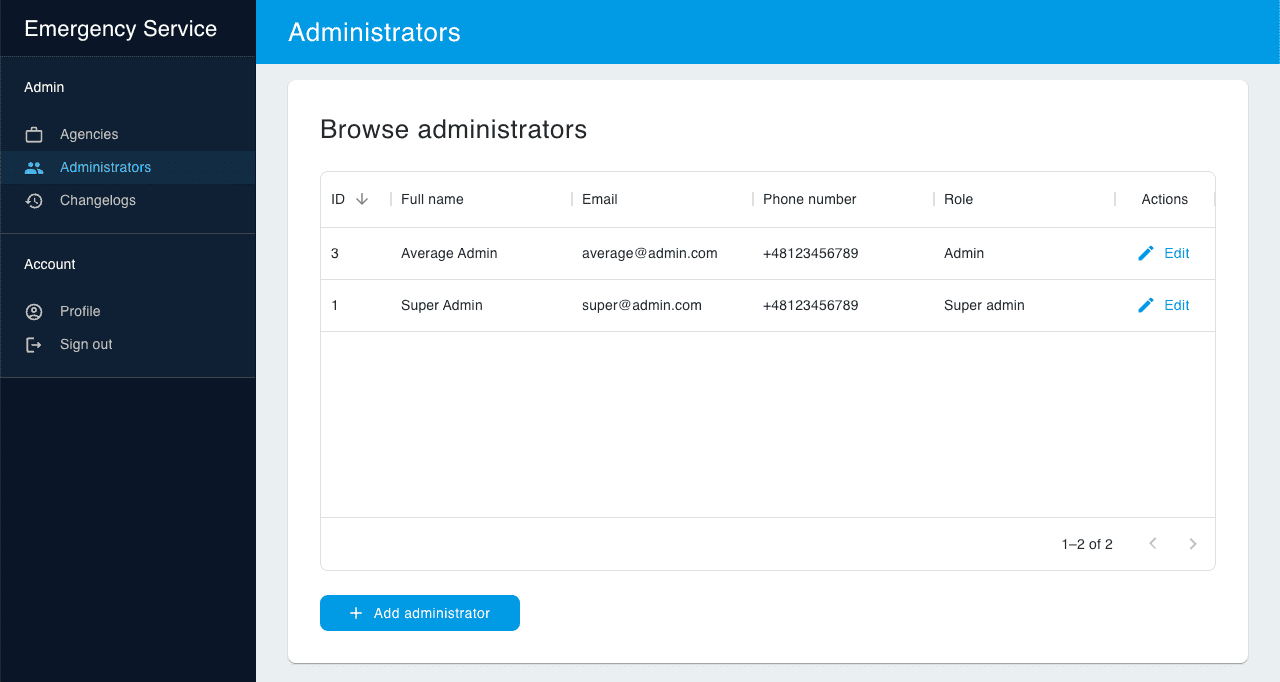 Emergency Service
Administrators
Admin
Agencies
Administrators
Changelogs
Account
Profile
Sign out
Browse administrators
ID Full name Email Phone number Role Actions
3 Average Admin average@admin.com +48123456789 Admin Edit
1 Super Admin super@admin.com +48123456789 Super admin Edit
1–2 of 2
Add administrator